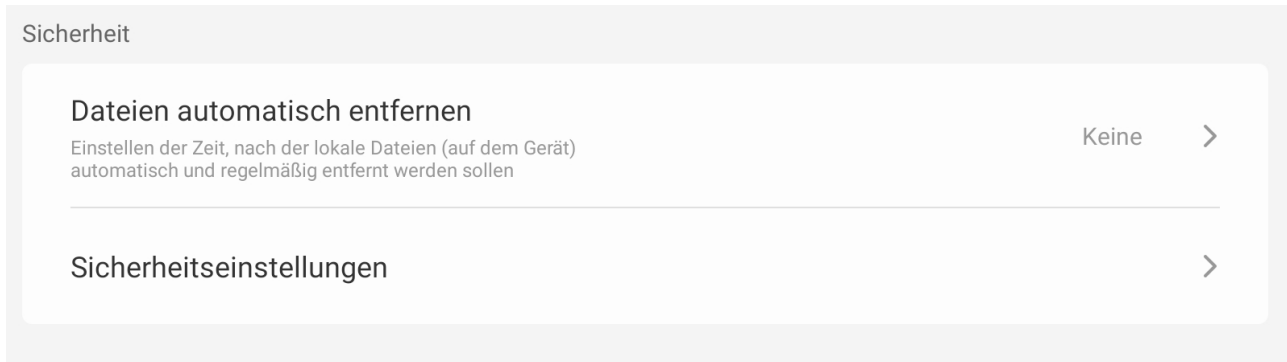 Sicherheit
Dateien automatisch entfernen
Einstellen der Zeit, nach der lokale Dateien (auf dem Gerät)
automatisch und regelmäßig entfernt werden sollen
Keine
Sicherheitseinstellungen